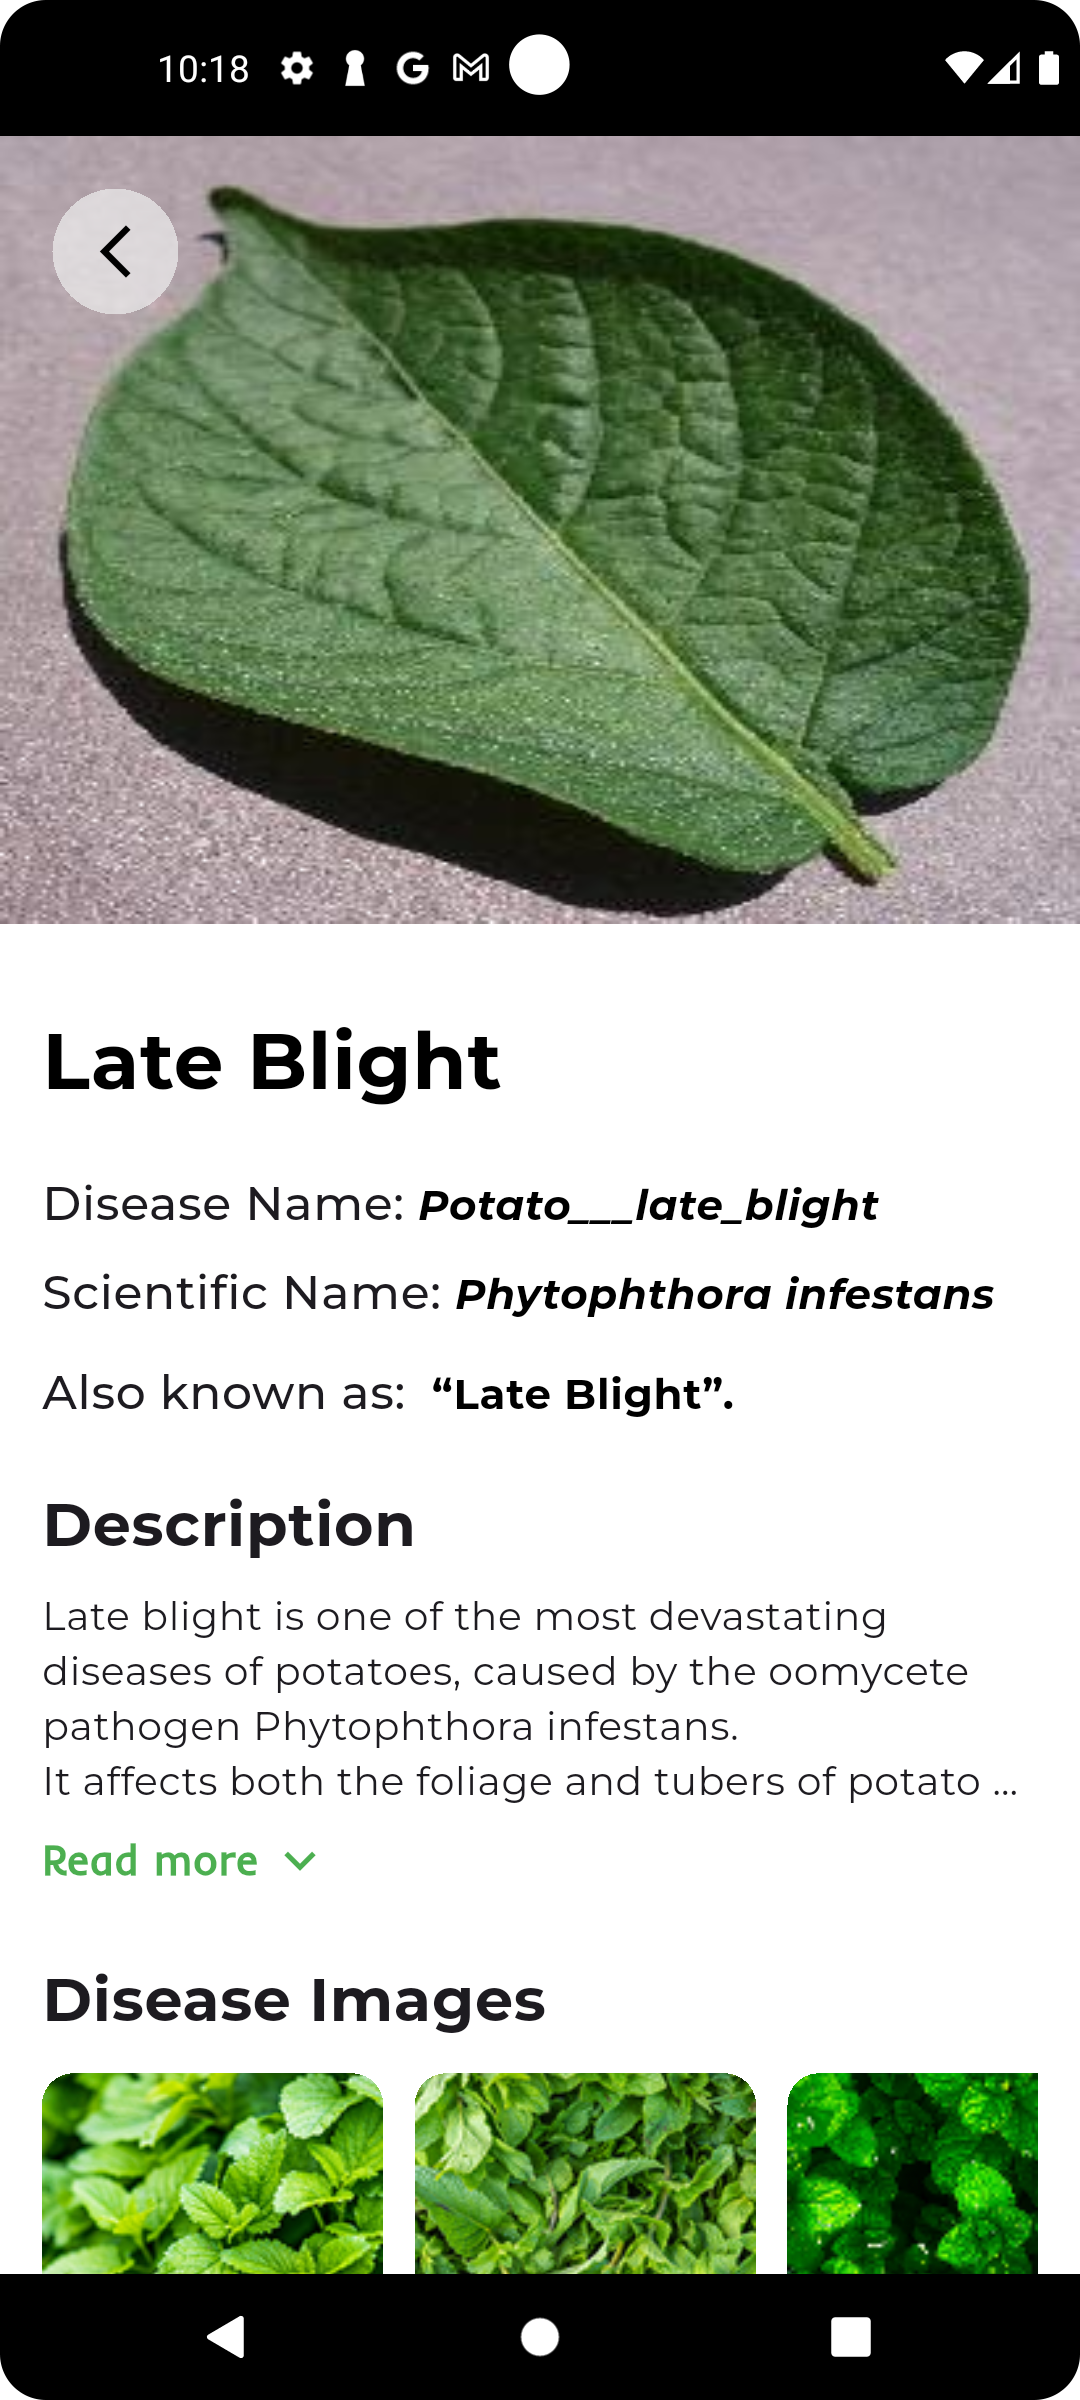 10:18
Late Blight
Disease Name: Potato___late_blight
Scientific Name: Phytophthora infestans
Also known as: “Late Blight”.
Description
Late blight is one of the most devastating
diseases of potatoes, caused by the oomycete
pathogen Phytophthora infestans.
It affects both the foliage and tubers of potato ...
Read more
Disease Images